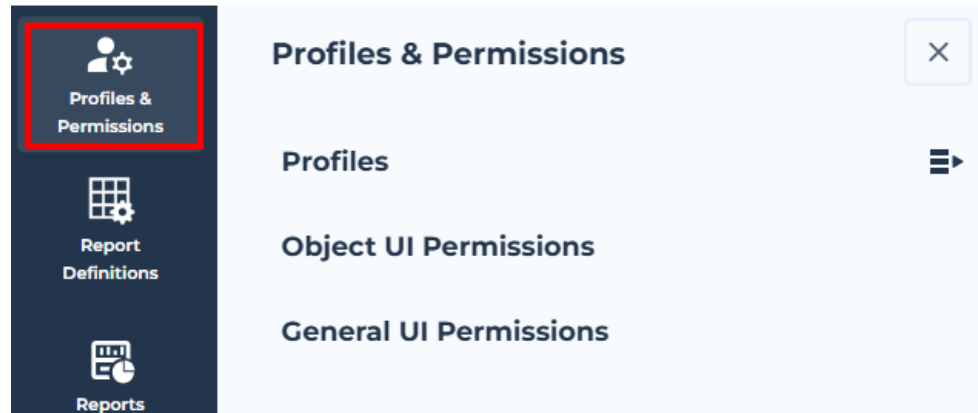 Profiles &
Permissions
Report
Definitions
Reports
Profiles & Permissions
Profiles
Object UI Permissions
General UI Permissions